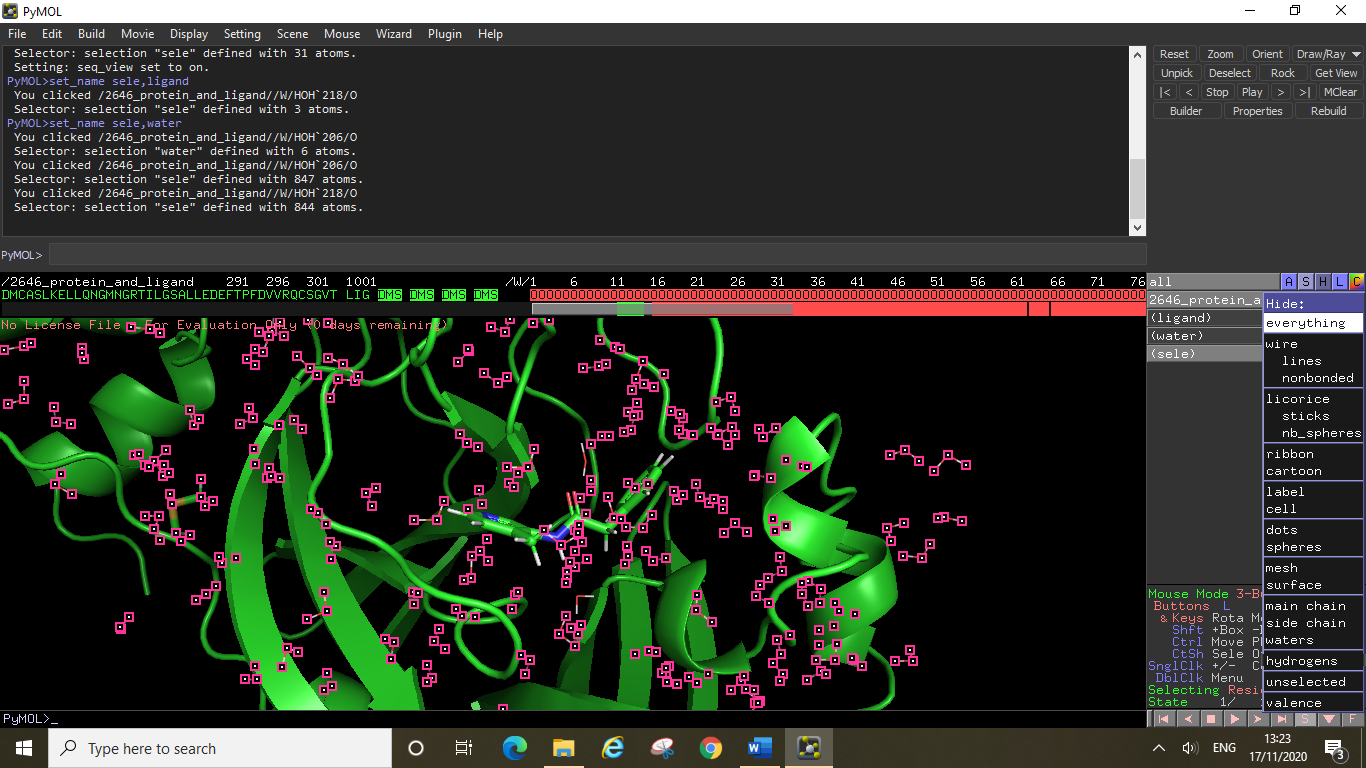 PyMOL
File Edit Build Movie Display Setting Scene Mouse Wizard Plugin Help
Selector: selection "sele" defined with 31 atoms.
Setting: seq_view set to on.
PyMOL>set_name sele,ligand
You clicked /2646_protein_and_ligand//W/HOH`218/O
Selector: selection "sele" defined with 3 atoms.
PyMOL>set_name sele,water
You clicked /2646_protein_and_ligand//W/HOH`206/O
Selector: selection "water" defined with 6 atoms.
You clicked /2646_protein_and_ligand//W/HOH`206/O
Selector: selection "sele" defined with 847 atoms.
You clicked /2646_protein_and_ligand//W/HOH`218/O
Selector: selection "sele" defined with 844 atoms.
Reset Zoom Orient Draw/Ray
Unpick Deselect Rock Get View
|< < Stop Play > >| MClear
Builder Properties Rebuild
PyMOL>
/2646_protein_and_ligand 291 296 301 1001 /W/1 6 11 16 21 26 31 36 41 46 51 56 61 66 71 76
DMCASLKELLQNGMNGRTILGSALLEDEFTPFDVVRQCSGVT LIG DMS DMS DMS DMS
No License File - For Evaluation Only (0 days remaining)
all A S H L C
2646_protein_a
(ligand)
(water)
(sele)
Hide:
everything
wire
lines
nonbonded
licorice
sticks
nb_spheres
ribbon
cartoon
label
cell
dots
spheres
mesh
surface
main chain
side chain
waters
hydrogens
unselected
valence
Mouse Mode 3-Bu
Buttons L
& Keys Rota Mo
Shft +Box -
Ctrl Move P
CtSh Sele O
SnglClk +/- C
DblClk Menu
Selecting Resi
State 1/
PyMOL>_
S F
Type here to search
ENG
13:23
17/11/2020
3